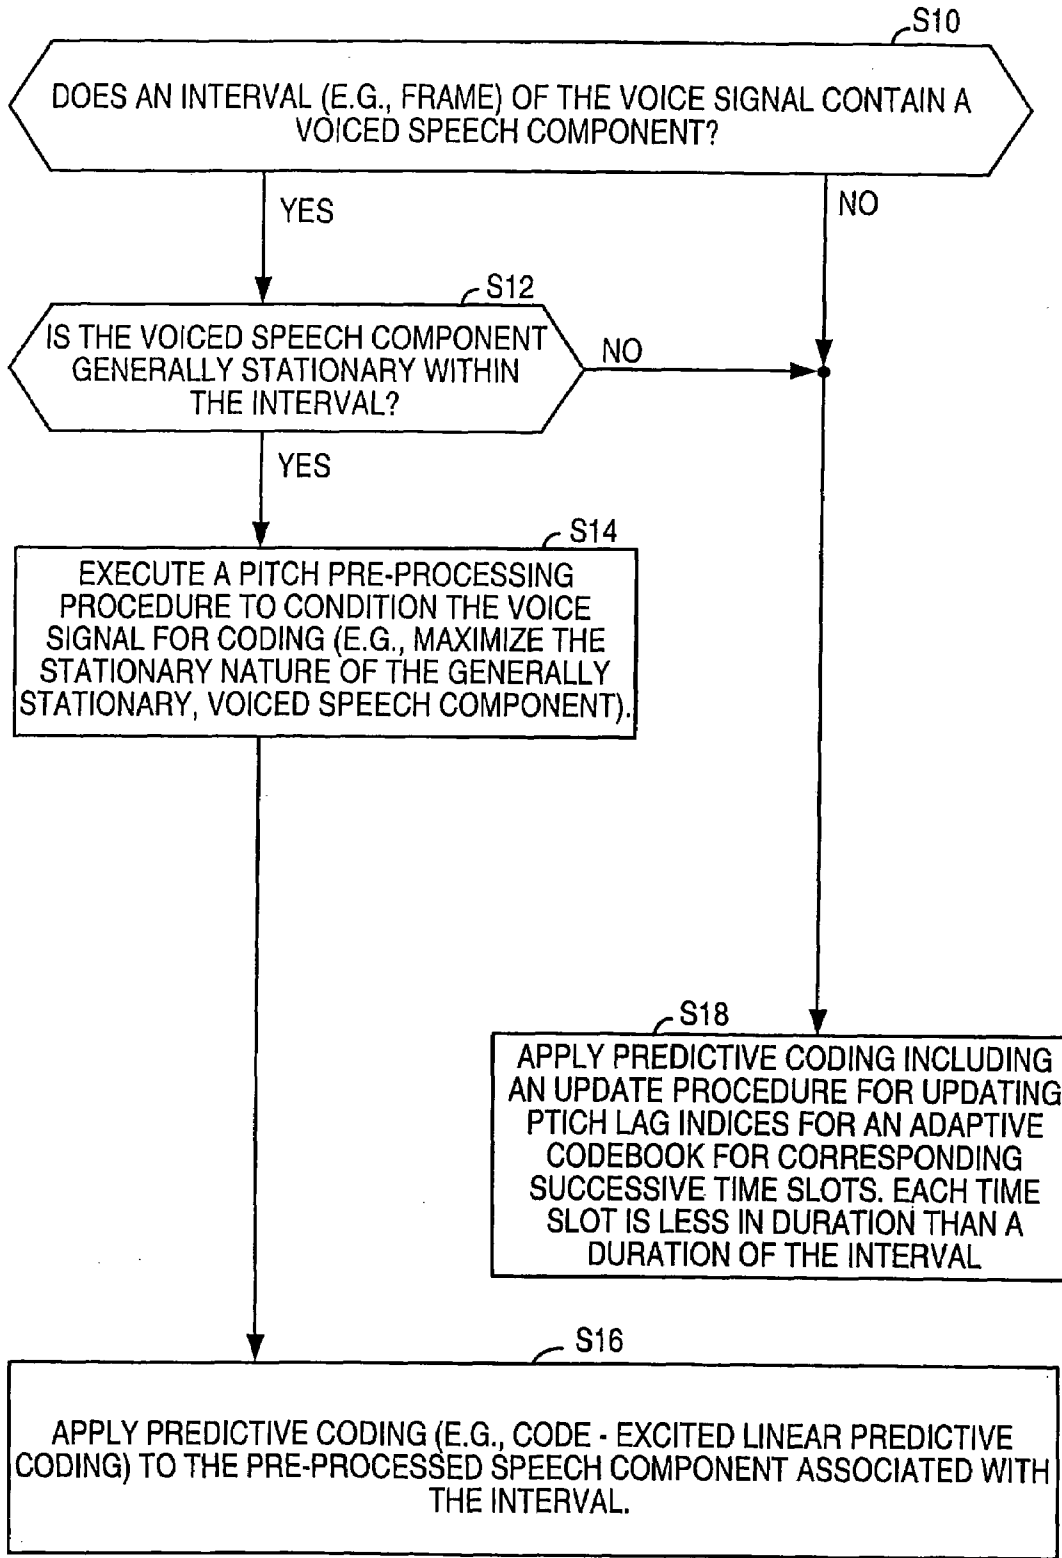 S10
DOES AN INTERVAL (E.G., FRAME) OF THE VOICE SIGNAL CONTAIN A
VOICED SPEECH COMPONENT?
YES
NO
S12
IS THE VOICED SPEECH COMPONENT
GENERALLY STATIONARY WITHIN
THE INTERVAL?
NO
YES
S14
EXECUTE A PITCH PRE-PROCESSING
PROCEDURE TO CONDITION THE VOICE
SIGNAL FOR CODING (E.G., MAXIMIZE THE
STATIONARY NATURE OF THE GENERALLY
STATIONARY, VOICED SPEECH COMPONENT).
S18
APPLY PREDICTIVE CODING INCLUDING
AN UPDATE PROCEDURE FOR UPDATING
PTICH LAG INDICES FOR AN ADAPTIVE
CODEBOOK FOR CORRESPONDING
SUCCESSIVE TIME SLOTS. EACH TIME
SLOT IS LESS IN DURATION THAN A
DURATION OF THE INTERVAL
S16
APPLY PREDICTIVE CODING (E.G., CODE - EXCITED LINEAR PREDICTIVE
CODING) TO THE PRE-PROCESSED SPEECH COMPONENT ASSOCIATED WITH
THE INTERVAL.